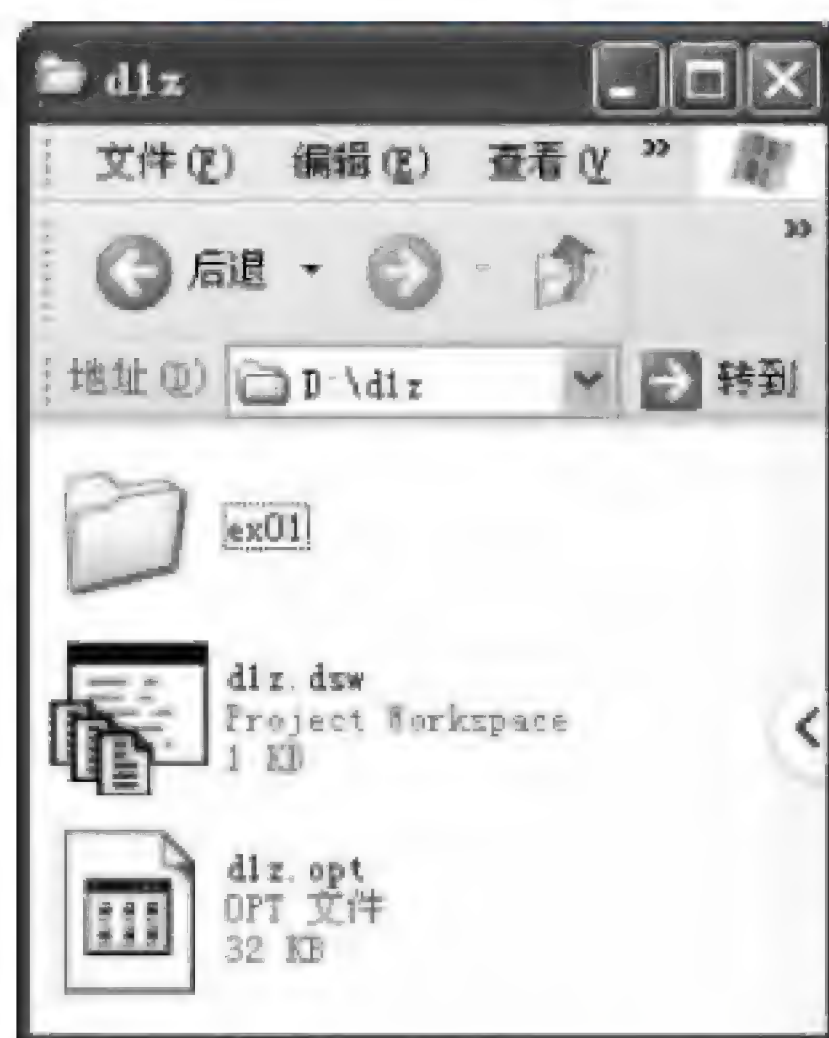 dlz
文件(F) 编辑(E) 查看(V »
后退 »
地址(D) D:\dlz 转到
ex01
dlz.dsw
Project Workspace
1 KB
dlz.opt
OPT 文件
32 KB